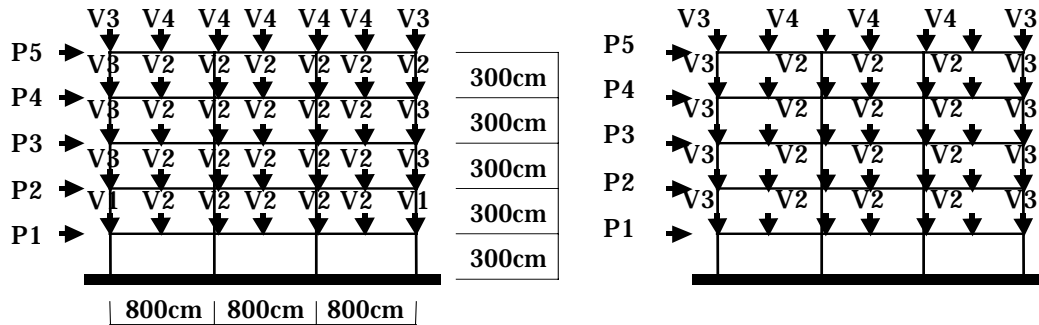 V3 V4 V4 V4 V4 V4 V3 V3 V4 V4 V4 V3
P5 P5
V3 V2 V2 V2 V2 V2 V2 V3 V2 V2 V2 V3
300cm
P4 P4
V3 V2 V2 V2 V2 V2 V3 V3 V2 V2 V2 V3
300cm
P3 P3
V3 V2 V2 V2 V2 V2 V3 V3 V2 V2 V2 V3
300cm
P2 P2
V1 V2 V2 V2 V2 V2 V1 V3 V2 V2 V2 V3
300cm
P1 P1
300cm
800cm 800cm 800cm